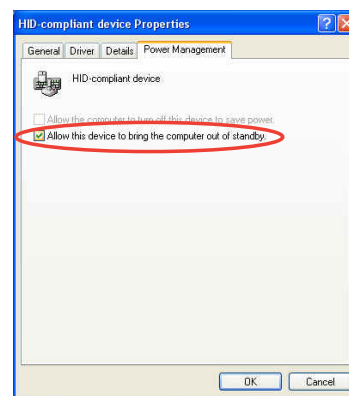 HID-compliant device Properties
General Driver Details Power Management
HID-compliant device
Allow the computer to turn off this device to save power.
Allow this device to bring the computer out of standby.
OK Cancel